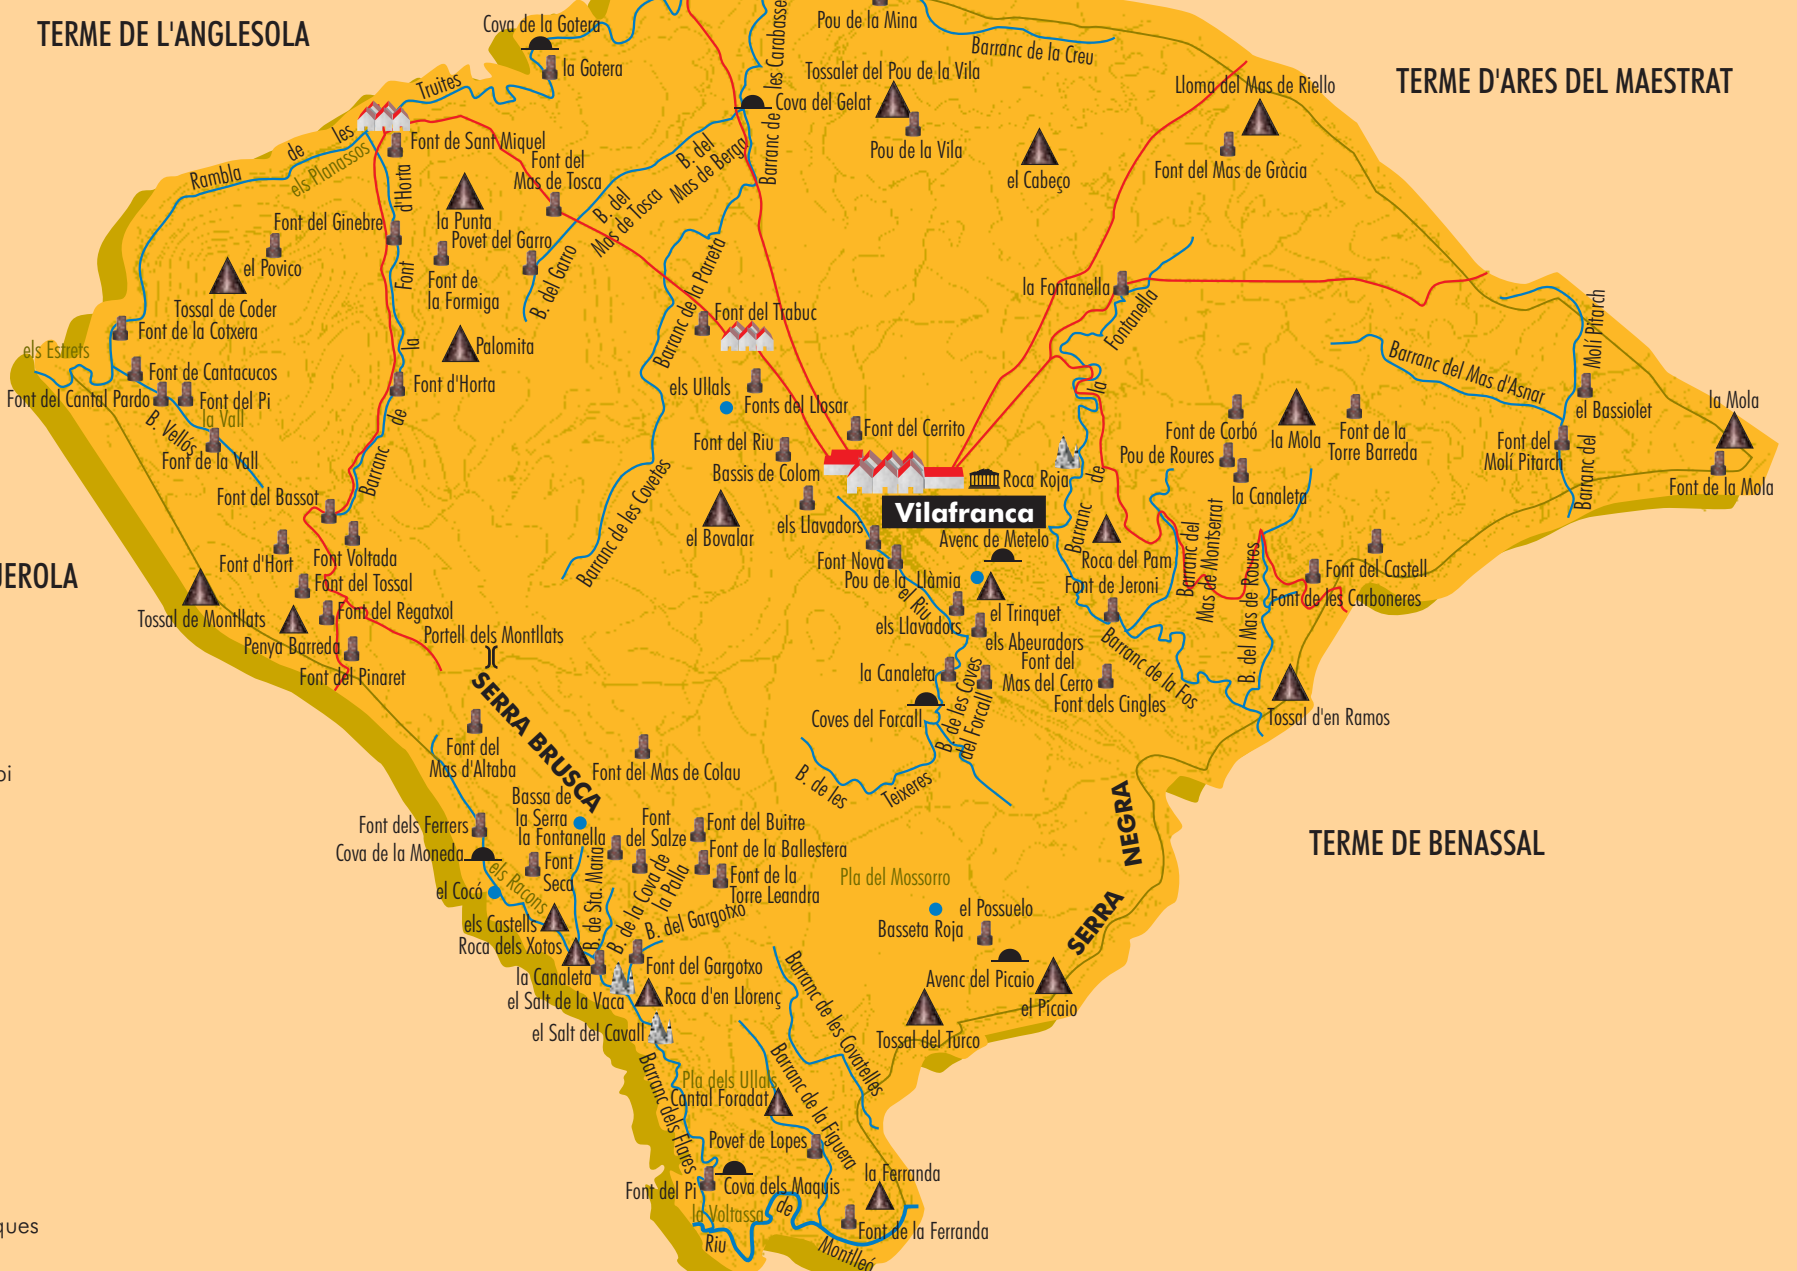 TERME DE L'ANGLESOLA
Cova de la Gotera
la Gotera
Truites
Rambla
de
les
els Planassos
Font de Sant Miquel
Font del
Mas de Tosca
la Punta
Povet del Garro
Font de
la Formiga
Font del Ginebre
el Povico
Tossal de Coder
Font de la Cotxera
Palomita
Font d'Horta
Barranc
de
la
Font
d'Horta
B. del Garro
B. del
Mas de Tosca
B. del
Mas de Berga
Barranc de les Carabasse
Cova del Gelat
Pou de la Mina
Barranc de la Creu
Tossalet del Pou de la Vila
Pou de la Vila
el Cabeço
Lloma del Mas de Riello
Font del Mas de Gràcia
TERME D'ARES DEL MAESTRAT
els Estrets
Font de Cantacucos
Font del Cantal Pardo
Font del Pi
la Vall
B. Vellós
Font de la Vall
Barranc de la Parreta
Font del Trabuc
els Ullals
Fonts del Llosar
Font del Riu
Font del Cerrito
Bassis de Colom
Roca Roja
Vilafranca
els Llavadors
el Bovalar
Barranc de les Covetes
la Fontanella
Fontanella
la
de
Barranc
Molí Pitarch
Barranc del
Barranc del Mas d'Asnar
el Bassiolet
Font del
Molí Pitarch
la Mola
Font de la Mola
Font de Corbó
Pou de Roures
la Canaleta
la Mola
Font de la
Torre Barreda
Font del Bassot
Font d'Hort
Font Voltada
Font del Tossal
Font del Regatxol
Tossal de Montllats
Penya Barreda
Font del Pinaret
UEROLA
Portell dels Montllats
SERRA BRUSCA
Avenc de Metelo
Font Nova
Pou de la Llàmia
el Riu
el Trinquet
els Llavadors
els Abeuradors
Roca del Pam
Font de Jeroni
Barranc del
Mas de Montserrat
B. del Mas de Roures
Font del Castell
Font de les Carboneres
Barranc de la Fos
Tossal d'en Ramos
la Canaleta
Font del
Mas del Cerro
Font dels Cingles
Coves del Forcall
B. de les Coves
del Forcall
B. de les
Teixeres
Font del
Mas d'Altaba
Font del Mas de Colau
Bassa de
la Serra
la Fontanella
Font
del Salze
Font del Buitre
Font de la Ballestera
Font de la
Torre Leandra
Font dels Ferrers
Cova de la Moneda
el Cocó
els Racons
Font
Seca
els Castells
Roca dels Xotos
la Canaleta
el Salt de la Vaca
el Salt del Cavall
B. de Sta. Maria
B. de la Cova de
la Palla
B. del Gargotxo
Font del Gargotxo
Roca d'en Llorenç
Pla del Mossorro
Basseta Roja
el Possuelo
Avenc del Picaio
el Picaio
Tossal del Turco
SERRA
NEGRA
TERME DE BENASSAL
Barranc de les Covatelles
Barranc de la Figuera
Barranc dels Flares
Pla dels Ullals
Cantal Foradat
Povet de Lopes
Cova dels Maquis
Font del Pi
la Voltassa
la Ferranda
Font de la Ferranda
Riu
de
Montlleó
oi
ques